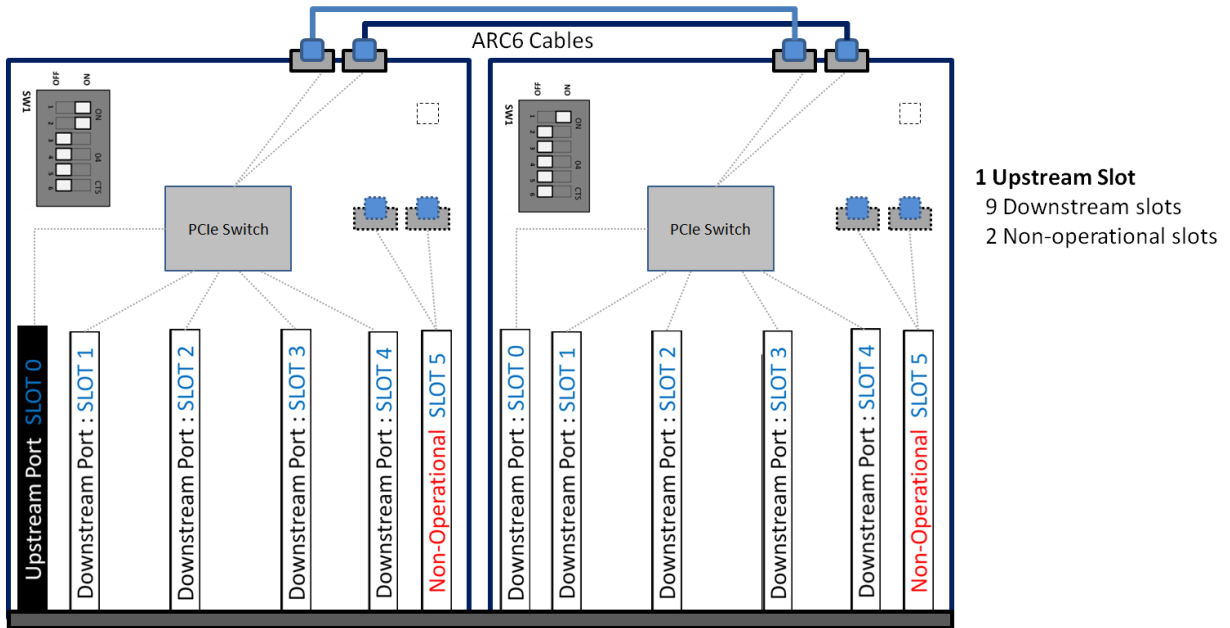 ARC6 Cables
OFF
ON
SW1
1
2
3
4
5
6
ON
04
CTS
OFF
ON
SW1
1
2
3
4
5
6
ON
04
CTS
PCIe Switch
PCIe Switch
1 Upstream Slot
9 Downstream slots
2 Non-operational slots
Upstream Port SLOT 0
Downstream Port : SLOT 1
Downstream Port : SLOT 2
Downstream Port : SLOT 3
Downstream Port : SLOT 4
Non-Operational SLOT 5
Downstream Port : SLOT 0
Downstream Port : SLOT 1
Downstream Port : SLOT 2
Downstream Port : SLOT 3
Downstream Port : SLOT 4
Non-Operational SLOT 5